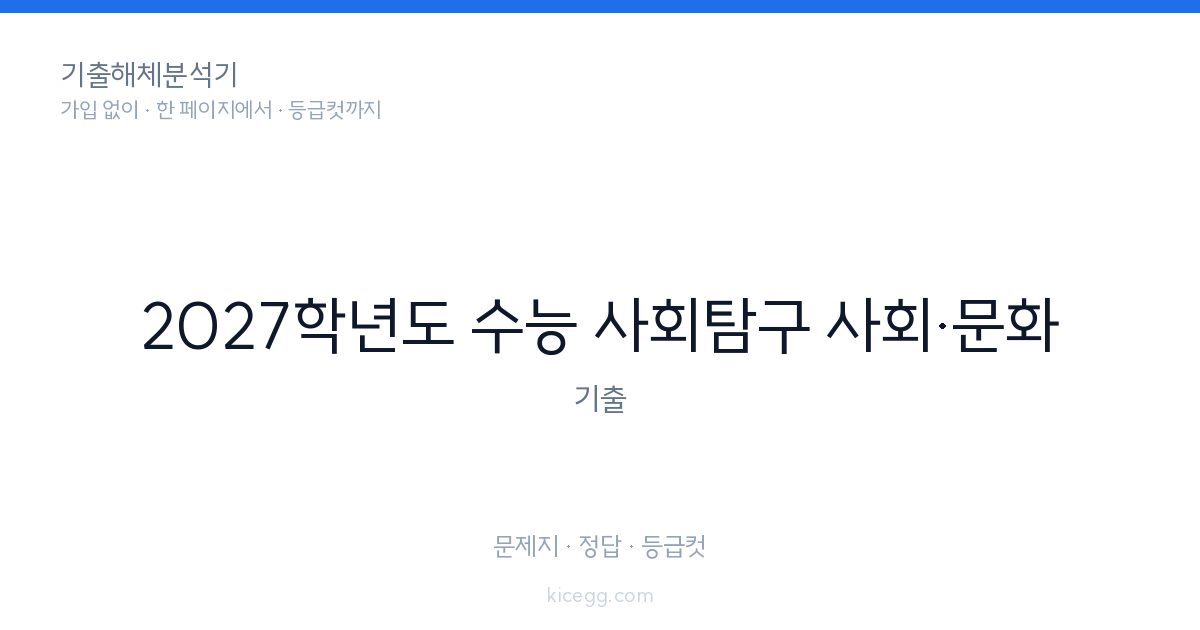 기출해체분석기
가입 없이 · 한 페이지에서 · 등급컷까지
2027학년도 수능 사회탐구 사회·문화
기출
문제지 · 정답 · 등급컷
kicegg.com